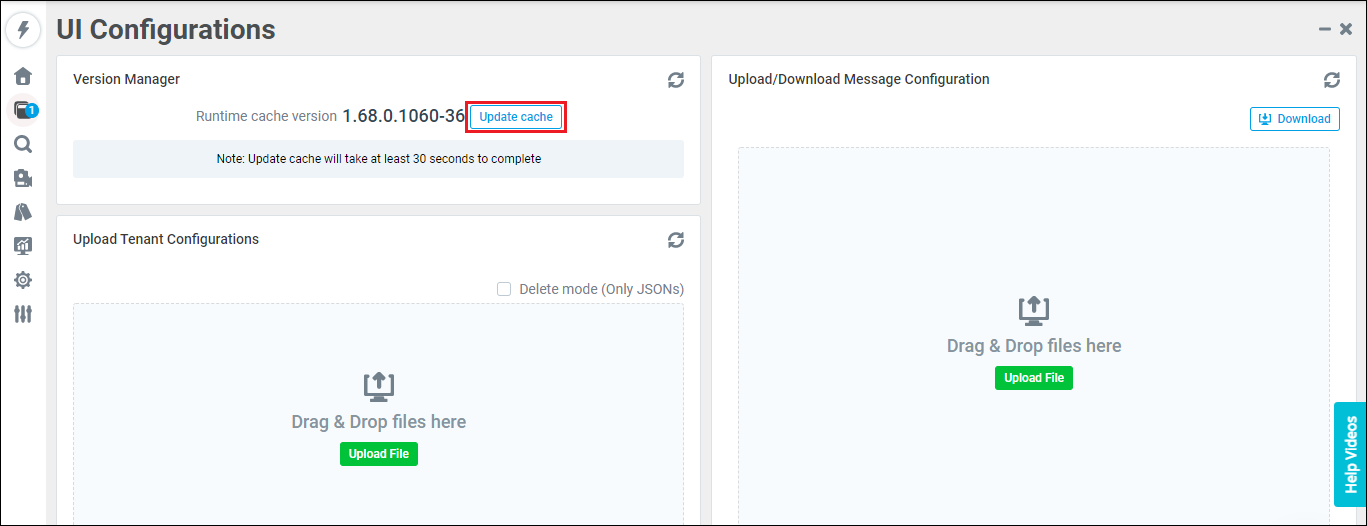 UI Configurations
1
Version Manager
Runtime cache version 1.68.0.1060-36 Update cache
Note: Update cache will take at least 30 seconds to complete
Upload Tenant Configurations
Delete mode (Only JSONs)
Drag & Drop files here
Upload File
Upload/Download Message Configuration
Download
Drag & Drop files here
Upload File
Help Videos